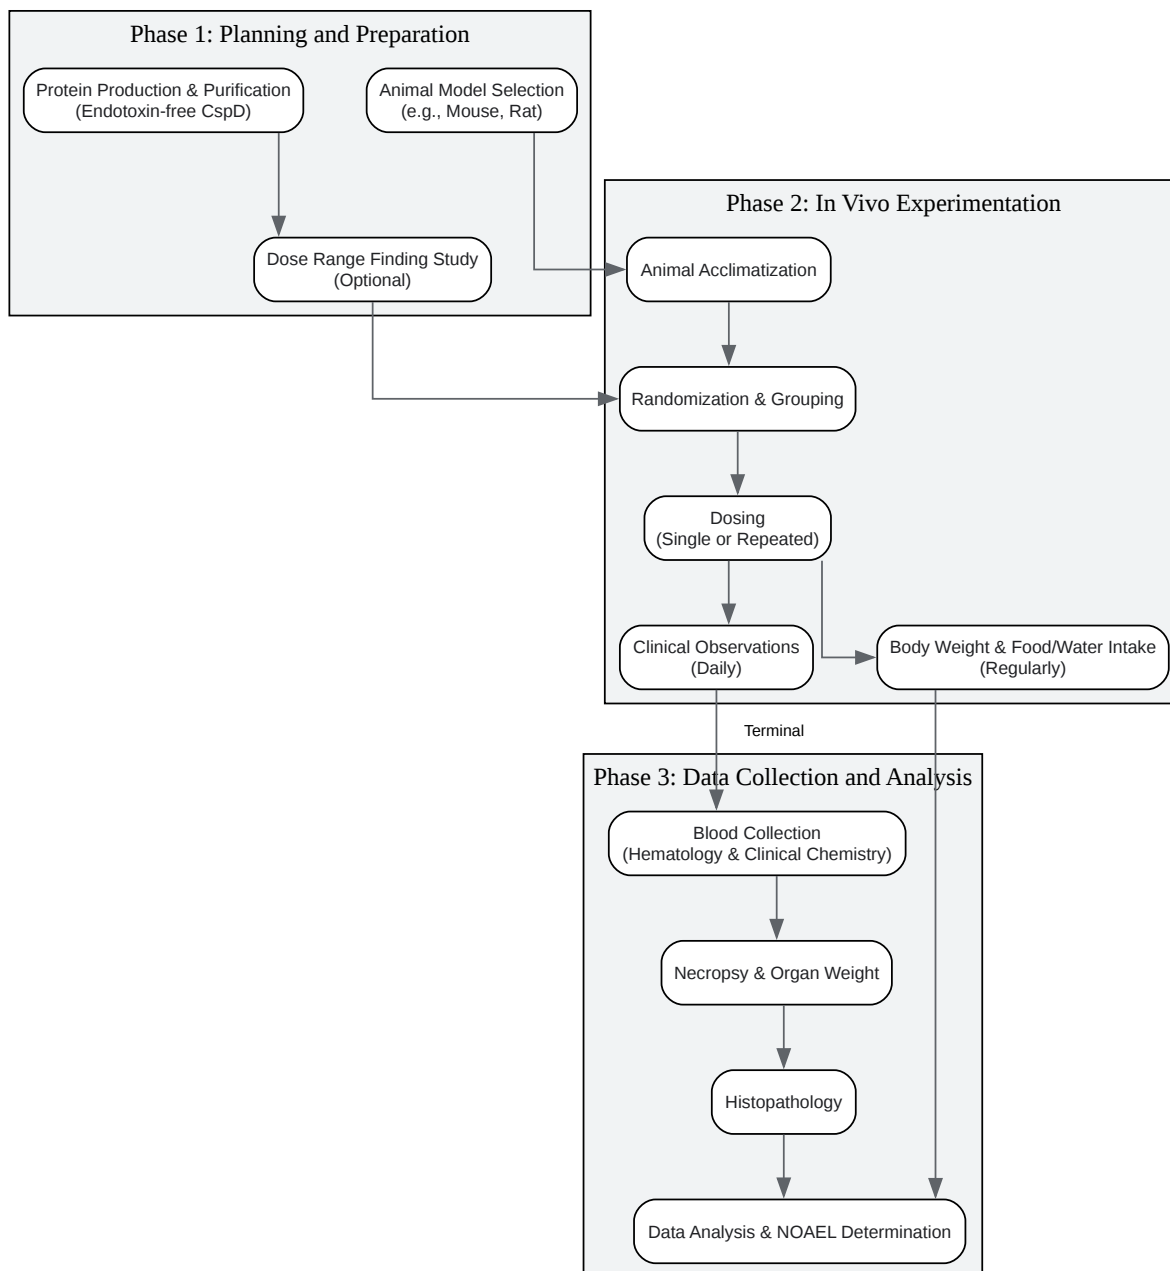 Phase 1: Planning and Preparation
Protein Production & Purification
(Endotoxin-free CspD)
Animal Model Selection
(e.g., Mouse, Rat)
Dose Range Finding Study
(Optional)
Phase 2: In Vivo Experimentation
Animal Acclimatization
Randomization & Grouping
Dosing
(Single or Repeated)
Clinical Observations
(Daily)
Body Weight & Food/Water Intake
(Regularly)
Terminal
Phase 3: Data Collection and Analysis
Blood Collection
(Hematology & Clinical Chemistry)
Necropsy & Organ Weight
Histopathology
Data Analysis & NOAEL Determination